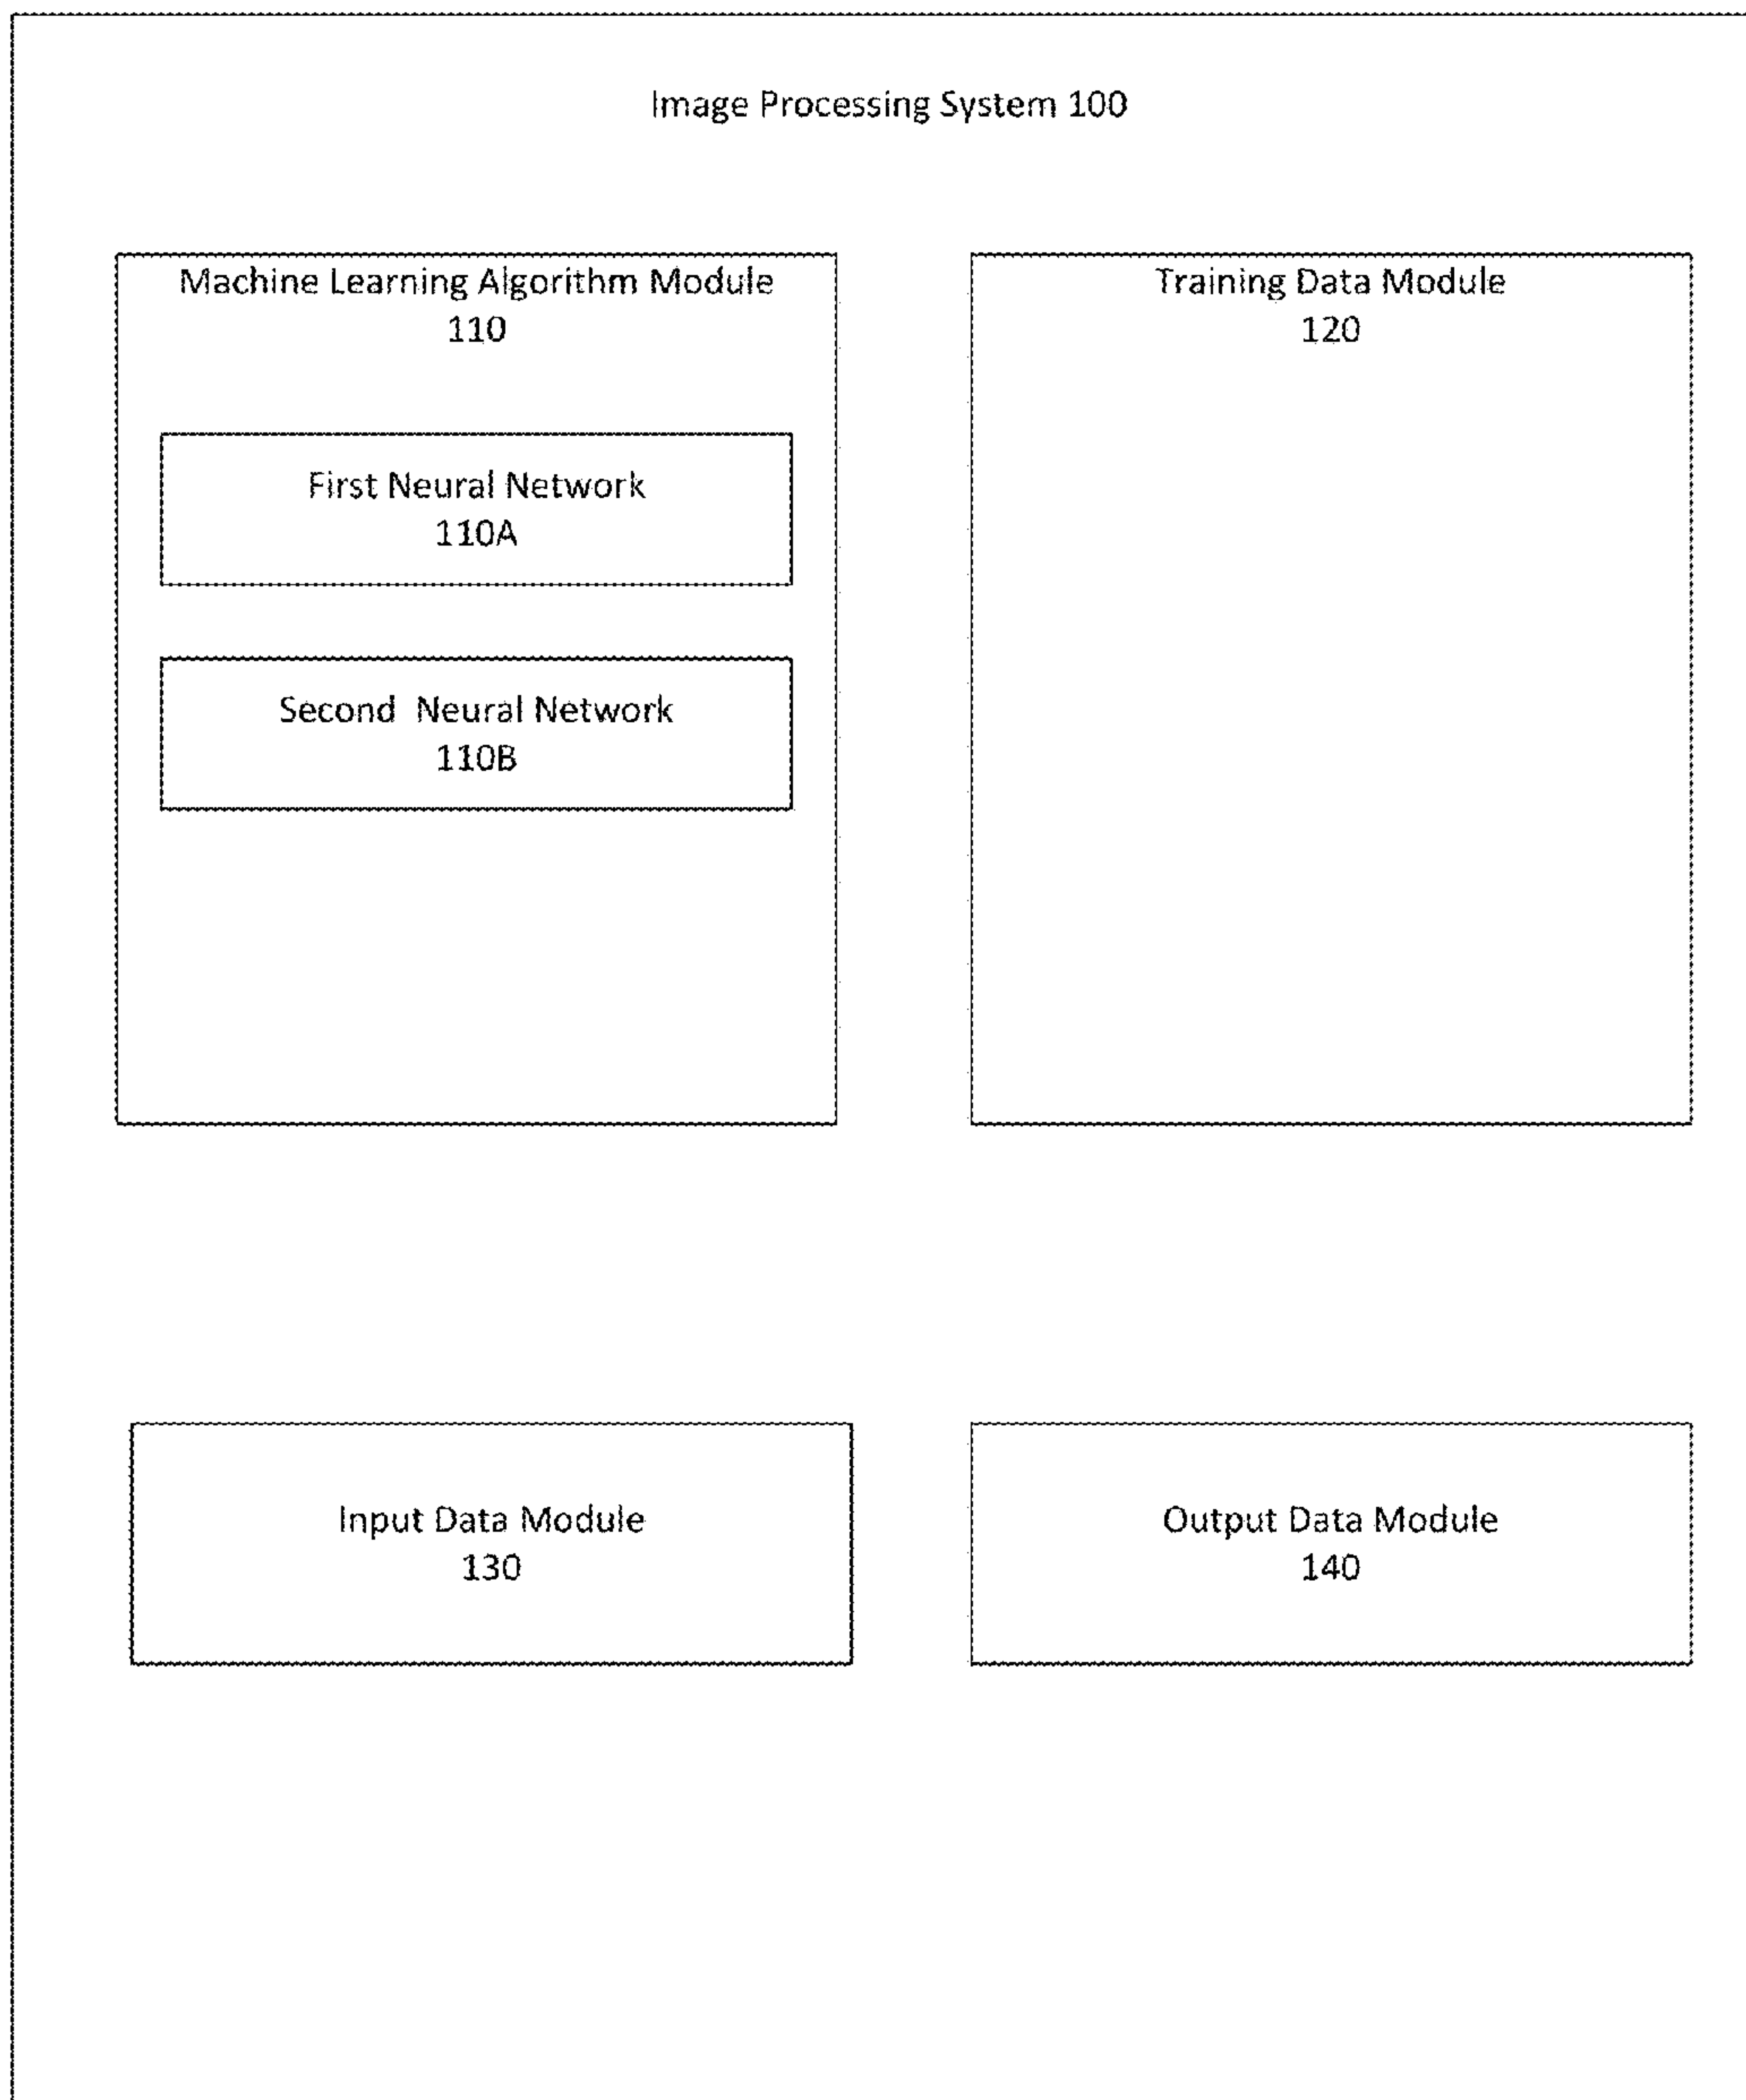 Image Processing System 100
Machine Learning Algorithm Module
110
First Neural Network
110A
Second Neural Network
110B
Training Data Module
120
Input Data Module
130
Output Data Module
140